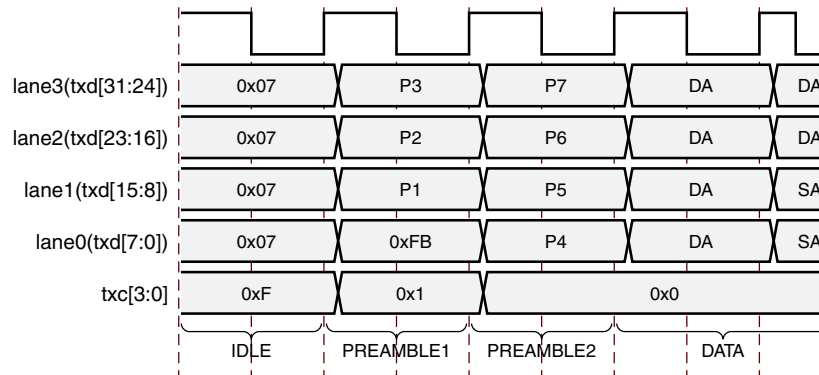 lane3(txd[31:24]) 0x07 P3 P7 DA DA
lane2(txd[23:16]) 0x07 P2 P6 DA DA
lane1(txd[15:8]) 0x07 P1 P5 DA SA
lane0(txd[7:0]) 0x07 0xFB P4 DA SA
txc[3:0] 0xF 0x1 0x0
IDLE PREAMBLE1 PREAMBLE2 DATA